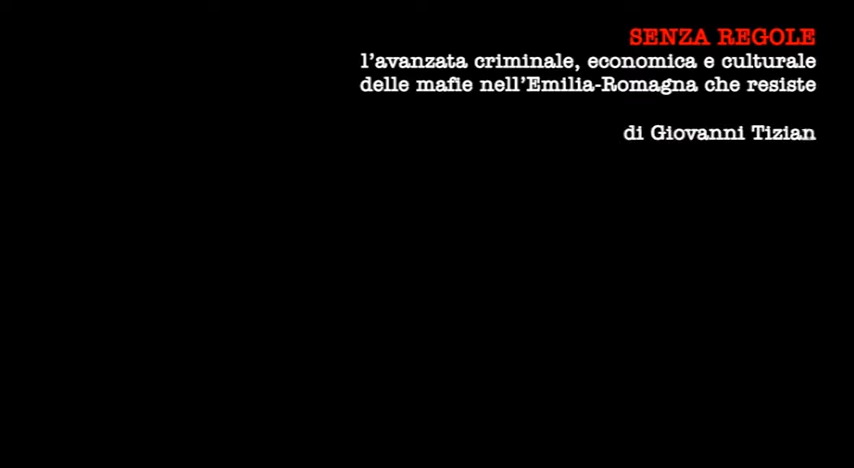 SENZA REGOLE
l'avanzata criminale, economica e culturale
delle mafie nell'Emilia-Romagna che resiste
di Giovanni Tizian